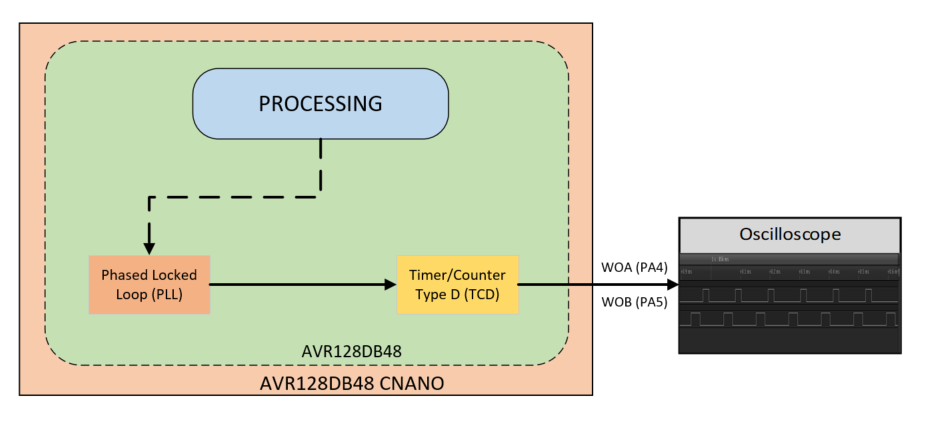 PROCESSING
Oscilloscope
Phased Locked
Loop (PLL)
Timer/Counter
Type D (TCD)
WOA (PA4)
WOB (PA5)
AVR128DB48
AVR128DB48 CNANO